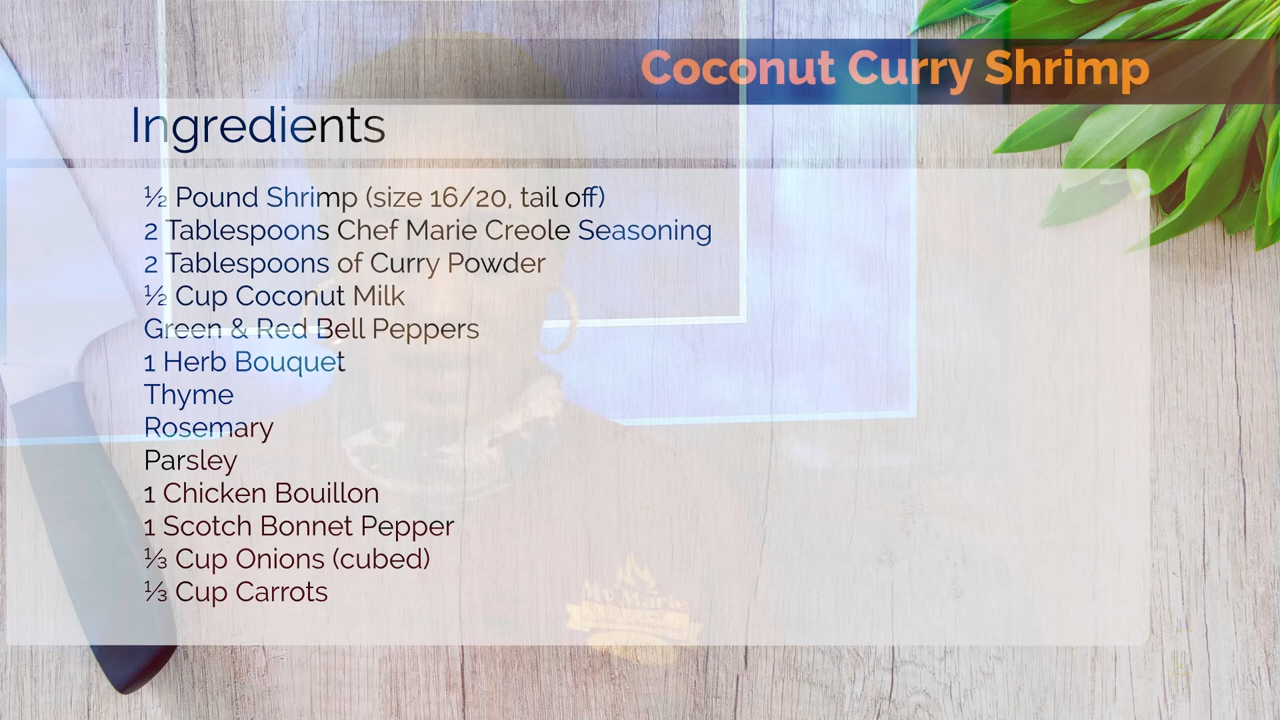 Coconut Curry Shrimp
Ingredients
½ Pound Shrimp (size 16/20, tail off)
2 Tablespoons Chef Marie Creole Seasoning
2 Tablespoons of Curry Powder
½ Cup Coconut Milk
Green & Red Bell Peppers
1 Herb Bouquet
Thyme
Rosemary
Parsley
1 Chicken Bouillon
1 Scotch Bonnet Pepper
⅓ Cup Onions (cubed)
⅓ Cup Carrots